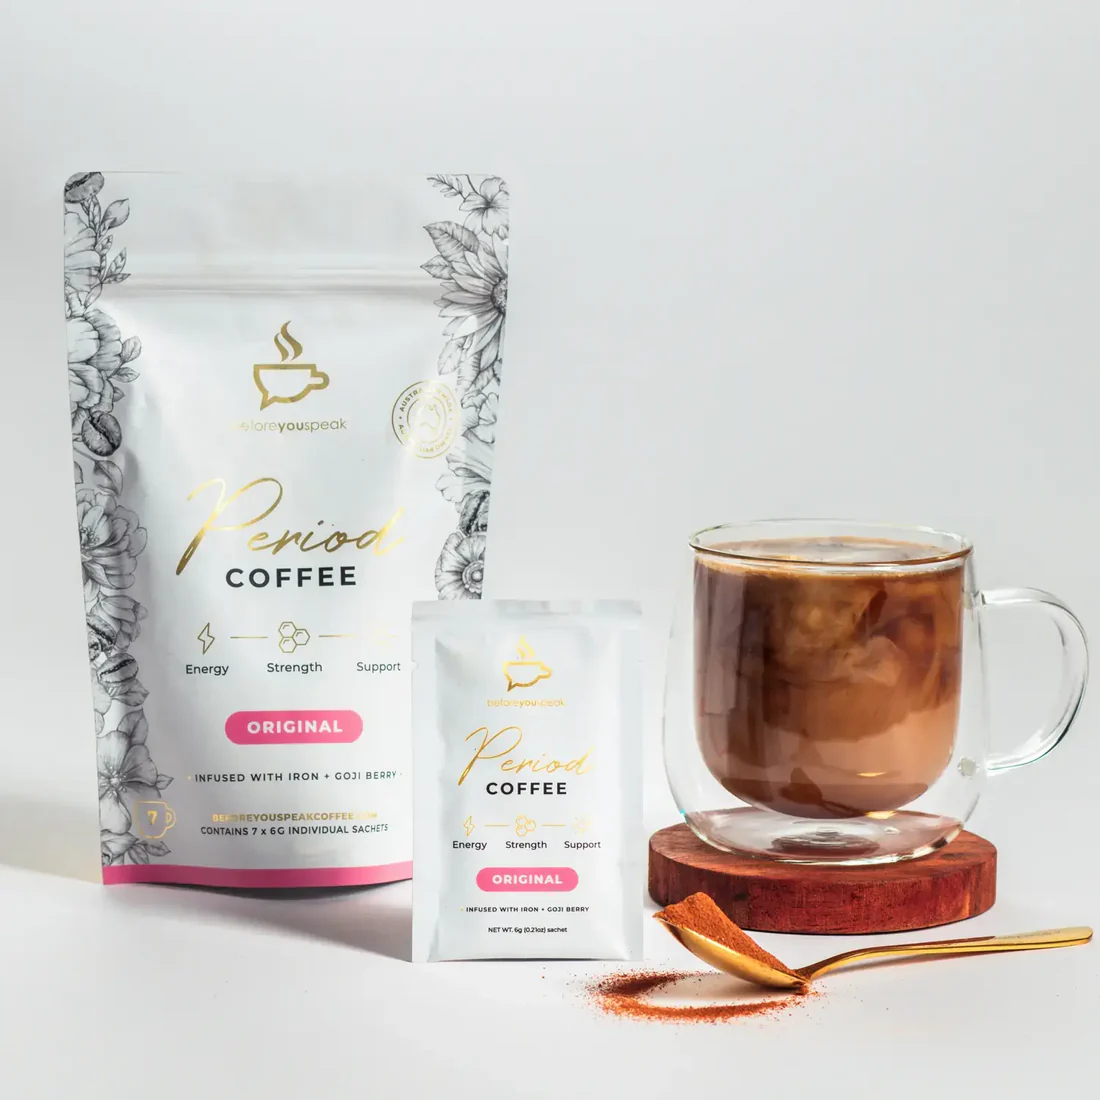 beforeyouspeak
Period
COFFEE
Energy
Strength
Support
ORIGINAL
INFUSED WITH IRON + GOJI BERRY
7
BEFOREYOUSPEAKCOFFEE.COM
CONTAINS 7 x 6G INDIVIDUAL SACHETS
beforeyouspeak
Period
COFFEE
Energy
Strength
Support
ORIGINAL
INFUSED WITH IRON + GOJI BERRY
NET WT. 6g (0.21oz) sachet